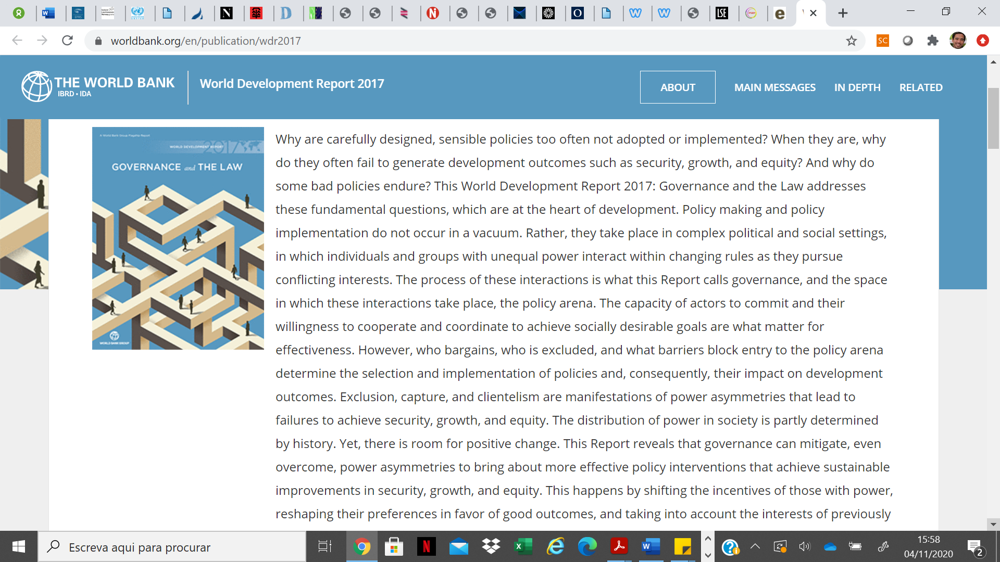 worldbank.org/en/publication/wdr2017
SC
THE WORLD BANK
IBRD • IDA
World Development Report 2017
ABOUT
MAIN MESSAGES
IN DEPTH
RELATED
A World Bank Group Flagship Report
WORLD DEVELOPMENT REPORT
2017
GOVERNANCE and THE LAW
WORLD BANK GROUP
Why are carefully designed, sensible policies too often not adopted or implemented? When they are, why
do they often fail to generate development outcomes such as security, growth, and equity? And why do
some bad policies endure? This World Development Report 2017: Governance and the Law addresses
these fundamental questions, which are at the heart of development. Policy making and policy
implementation do not occur in a vacuum. Rather, they take place in complex political and social settings,
in which individuals and groups with unequal power interact within changing rules as they pursue
conflicting interests. The process of these interactions is what this Report calls governance, and the space
in which these interactions take place, the policy arena. The capacity of actors to commit and their
willingness to cooperate and coordinate to achieve socially desirable goals are what matter for
effectiveness. However, who bargains, who is excluded, and what barriers block entry to the policy arena
determine the selection and implementation of policies and, consequently, their impact on development
outcomes. Exclusion, capture, and clientelism are manifestations of power asymmetries that lead to
failures to achieve security, growth, and equity. The distribution of power in society is partly determined
by history. Yet, there is room for positive change. This Report reveals that governance can mitigate, even
overcome, power asymmetries to bring about more effective policy interventions that achieve sustainable
improvements in security, growth, and equity. This happens by shifting the incentives of those with power,
reshaping their preferences in favor of good outcomes, and taking into account the interests of previously
Escreva aqui para procurar
15:58
04/11/2020
2